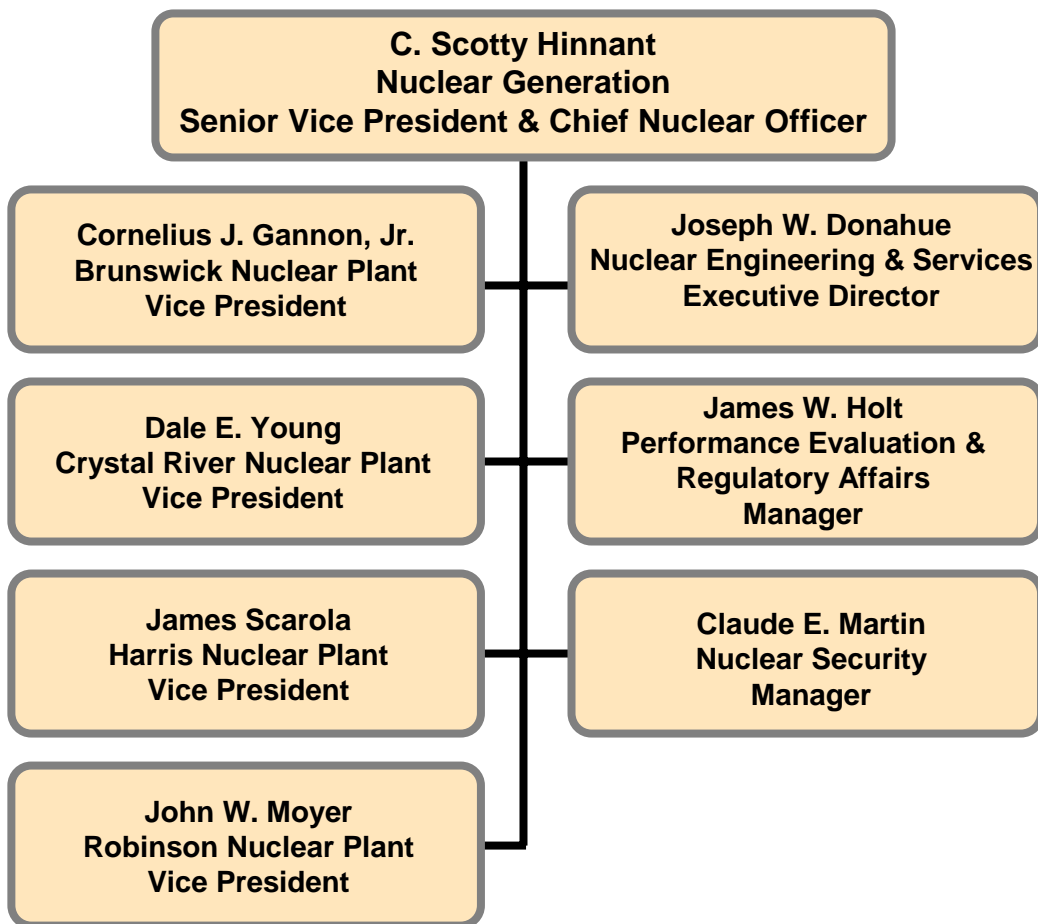 C. Scotty Hinnant
Nuclear Generation
Senior Vice President & Chief Nuclear Officer
Cornelius J. Gannon, Jr.
Brunswick Nuclear Plant
Vice President
Joseph W. Donahue
Nuclear Engineering & Services
Executive Director
Dale E. Young
Crystal River Nuclear Plant
Vice President
James W. Holt
Performance Evaluation &
Regulatory Affairs
Manager
James Scarola
Harris Nuclear Plant
Vice President
Claude E. Martin
Nuclear Security
Manager
John W. Moyer
Robinson Nuclear Plant
Vice President